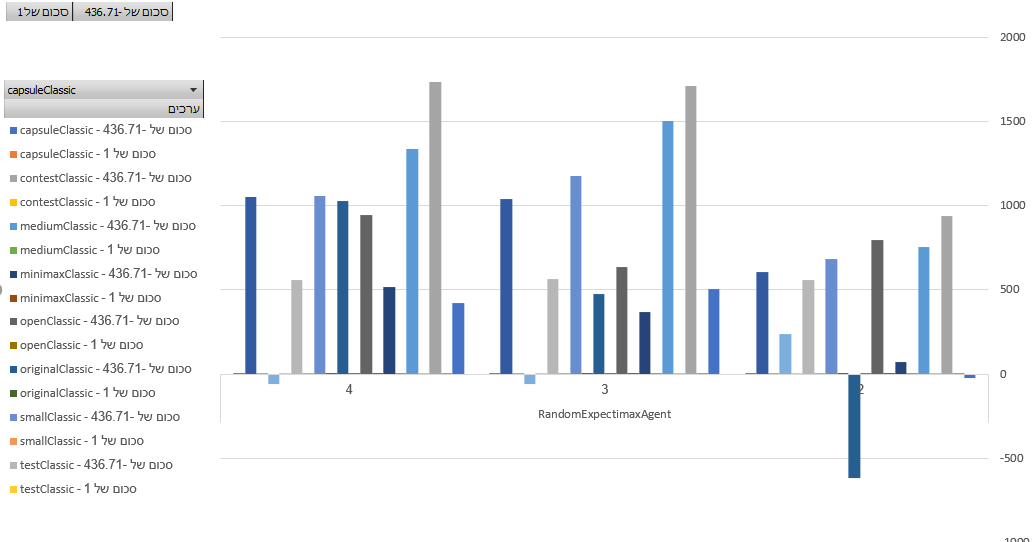 סכום של 1
סכום של -436.71
capsuleClassic
ערכים
capsuleClassic - סכום של -436.71
capsuleClassic - סכום של 1
contestClassic - סכום של -436.71
contestClassic - סכום של 1
mediumClassic - סכום של -436.71
mediumClassic - סכום של 1
minimaxClassic - סכום של -436.71
minimaxClassic - סכום של 1
openClassic - סכום של -436.71
openClassic - סכום של 1
originalClassic - סכום של -436.71
originalClassic - סכום של 1
smallClassic - סכום של -436.71
smallClassic - סכום של 1
testClassic - סכום של -436.71
testClassic - סכום של 1
2000
1500
1000
500
0
-500
-1000
4
3
2
RandomExpectimaxAgent